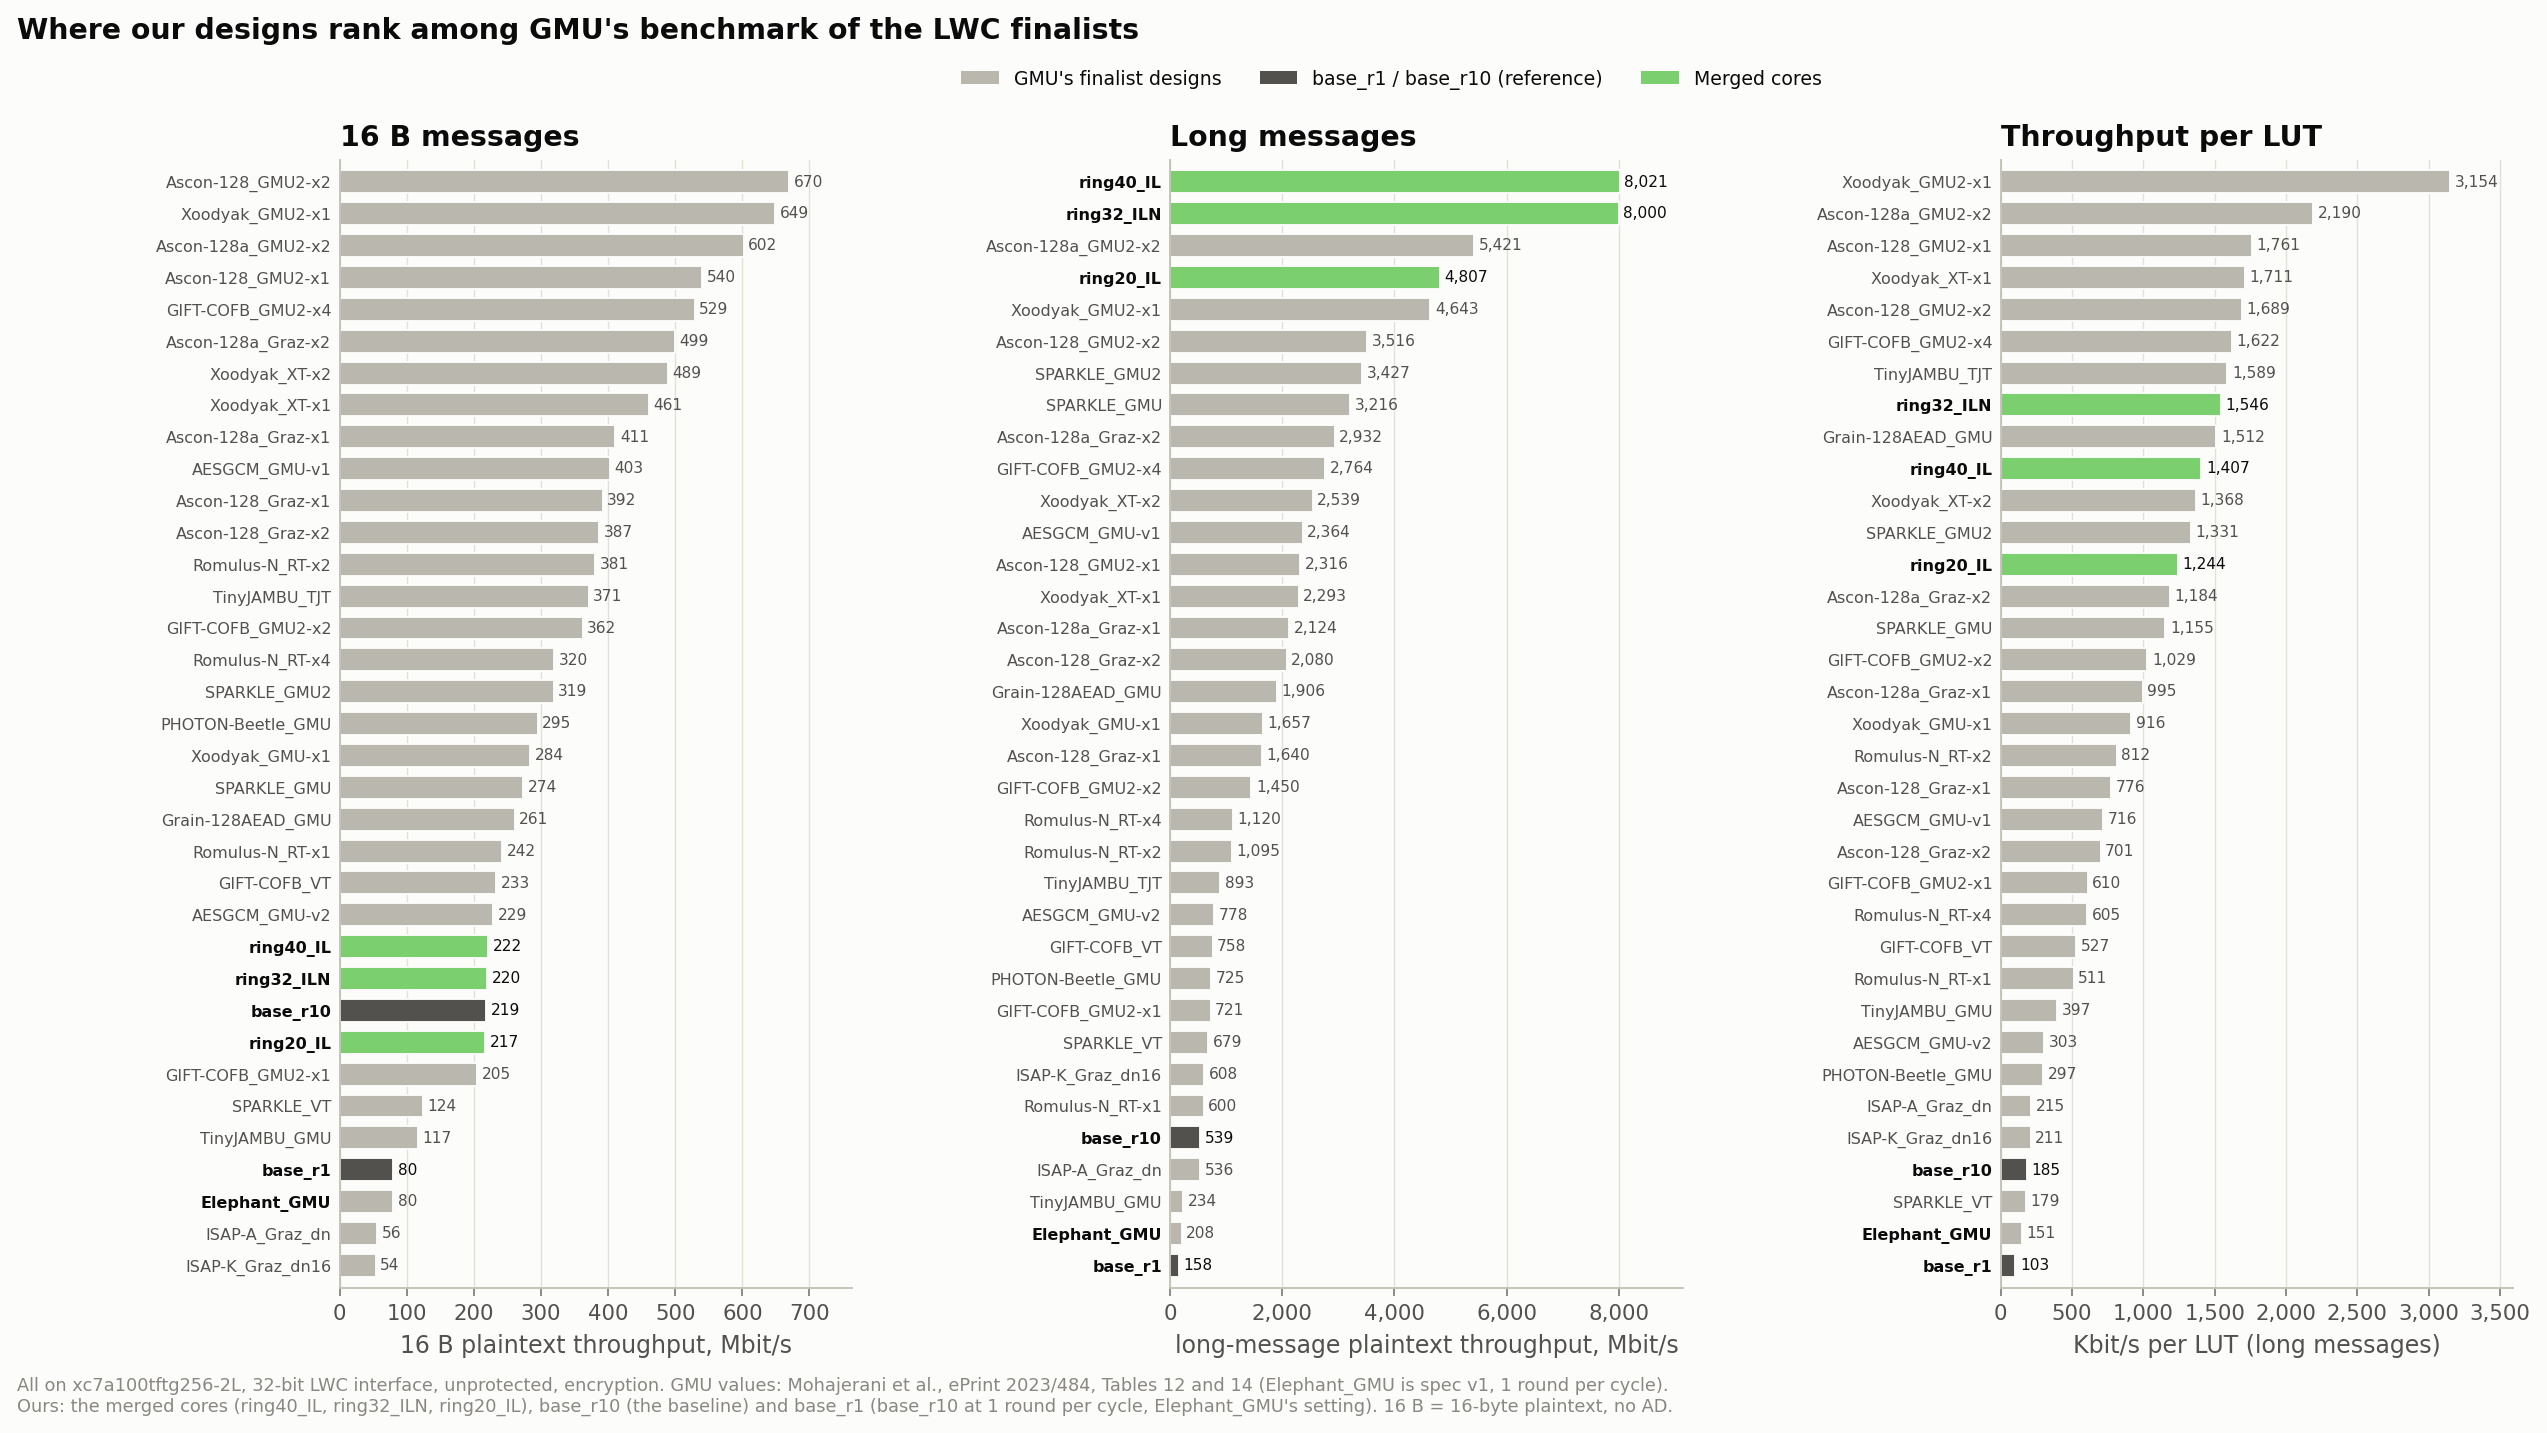 Where our designs rank among GMU's benchmark of the LWC finalists
GMU's finalist designs
base_r1 / base_r10 (reference)
Merged cores
16 B messages
Ascon-128_GMU2-x2 670
Xoodyak_GMU2-x1 649
Ascon-128a_GMU2-x2 602
Ascon-128_GMU2-x1 540
GIFT-COFB_GMU2-x4 529
Ascon-128a_Graz-x2 499
Xoodyak_XT-x2 489
Xoodyak_XT-x1 461
Ascon-128a_Graz-x1 411
AESGCM_GMU-v1 403
Ascon-128_Graz-x1 392
Ascon-128_Graz-x2 387
Romulus-N_RT-x2 381
TinyJAMBU_TJT 371
GIFT-COFB_GMU2-x2 362
Romulus-N_RT-x4 320
SPARKLE_GMU2 319
PHOTON-Beetle_GMU 295
Xoodyak_GMU-x1 284
SPARKLE_GMU 274
Grain-128AEAD_GMU 261
Romulus-N_RT-x1 242
GIFT-COFB_VT 233
AESGCM_GMU-v2 229
ring40_IL 222
ring32_ILN 220
base_r10 219
ring20_IL 217
GIFT-COFB_GMU2-x1 205
SPARKLE_VT 124
TinyJAMBU_GMU 117
base_r1 80
Elephant_GMU 80
ISAP-A_Graz_dn 56
ISAP-K_Graz_dn16 54
0 100 200 300 400 500 600 700
16 B plaintext throughput, Mbit/s
Long messages
ring40_IL 8,021
ring32_ILN 8,000
Ascon-128a_GMU2-x2 5,421
ring20_IL 4,807
Xoodyak_GMU2-x1 4,643
Ascon-128_GMU2-x2 3,516
SPARKLE_GMU2 3,427
SPARKLE_GMU 3,216
Ascon-128a_Graz-x2 2,932
GIFT-COFB_GMU2-x4 2,764
Xoodyak_XT-x2 2,539
AESGCM_GMU-v1 2,364
Ascon-128_GMU2-x1 2,316
Xoodyak_XT-x1 2,293
Ascon-128a_Graz-x1 2,124
Ascon-128_Graz-x2 2,080
Grain-128AEAD_GMU 1,906
Xoodyak_GMU-x1 1,657
Ascon-128_Graz-x1 1,640
GIFT-COFB_GMU2-x2 1,450
Romulus-N_RT-x4 1,120
Romulus-N_RT-x2 1,095
TinyJAMBU_TJT 893
AESGCM_GMU-v2 778
GIFT-COFB_VT 758
PHOTON-Beetle_GMU 725
GIFT-COFB_GMU2-x1 721
SPARKLE_VT 679
ISAP-K_Graz_dn16 608
Romulus-N_RT-x1 600
base_r10 539
ISAP-A_Graz_dn 536
TinyJAMBU_GMU 234
Elephant_GMU 208
base_r1 158
0 2,000 4,000 6,000 8,000
long-message plaintext throughput, Mbit/s
Throughput per LUT
Xoodyak_GMU2-x1 3,154
Ascon-128a_GMU2-x2 2,190
Ascon-128_GMU2-x1 1,761
Xoodyak_XT-x1 1,711
Ascon-128_GMU2-x2 1,689
GIFT-COFB_GMU2-x4 1,622
TinyJAMBU_TJT 1,589
ring32_ILN 1,546
Grain-128AEAD_GMU 1,512
ring40_IL 1,407
Xoodyak_XT-x2 1,368
SPARKLE_GMU2 1,331
ring20_IL 1,244
Ascon-128a_Graz-x2 1,184
SPARKLE_GMU 1,155
GIFT-COFB_GMU2-x2 1,029
Ascon-128a_Graz-x1 995
Xoodyak_GMU-x1 916
Romulus-N_RT-x2 812
Ascon-128_Graz-x1 776
AESGCM_GMU-v1 716
Ascon-128_Graz-x2 701
GIFT-COFB_GMU2-x1 610
Romulus-N_RT-x4 605
GIFT-COFB_VT 527
Romulus-N_RT-x1 511
TinyJAMBU_GMU 397
AESGCM_GMU-v2 303
PHOTON-Beetle_GMU 297
ISAP-A_Graz_dn 215
ISAP-K_Graz_dn16 211
base_r10 185
SPARKLE_VT 179
Elephant_GMU 151
base_r1 103
0 500 1,000 1,500 2,000 2,500 3,000 3,500
Kbit/s per LUT (long messages)
All on xc7a100tftg256-2L, 32-bit LWC interface, unprotected, encryption. GMU values: Mohajerani et al., ePrint 2023/484, Tables 12 and 14 (Elephant_GMU is spec v1, 1 round per cycle).
Ours: the merged cores (ring40_IL, ring32_ILN, ring20_IL), base_r10 (the baseline) and base_r1 (base_r10 at 1 round per cycle, Elephant_GMU's setting). 16 B = 16-byte plaintext, no AD.